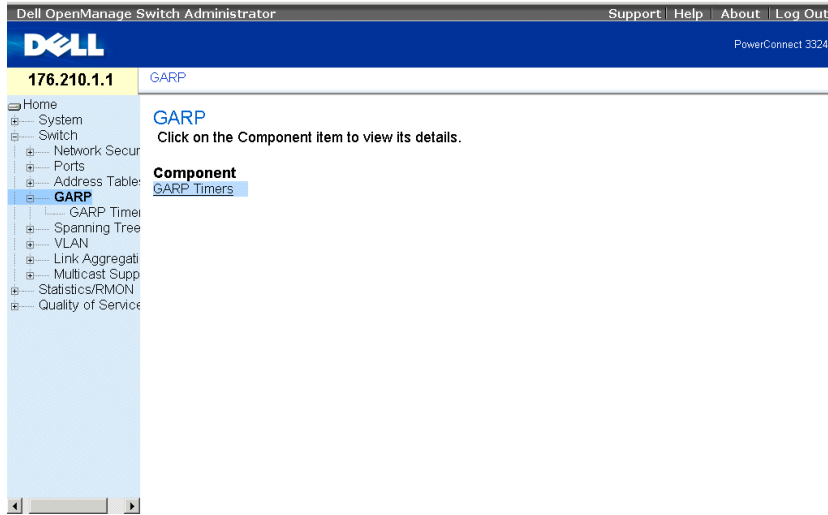 Dell OpenManage Switch Administrator
Support Help About Log Out
DELL
PowerConnect 3324
176.210.1.1
GARP
Home
System
Switch
Network Secur
Ports
Address Table
GARP
GARP Timer
Spanning Tree
VLAN
Link Aggregati
Multicast Supp
Statistics/RMON
Quality of Service
GARP
Click on the Component item to view its details.
Component
GARP Timers